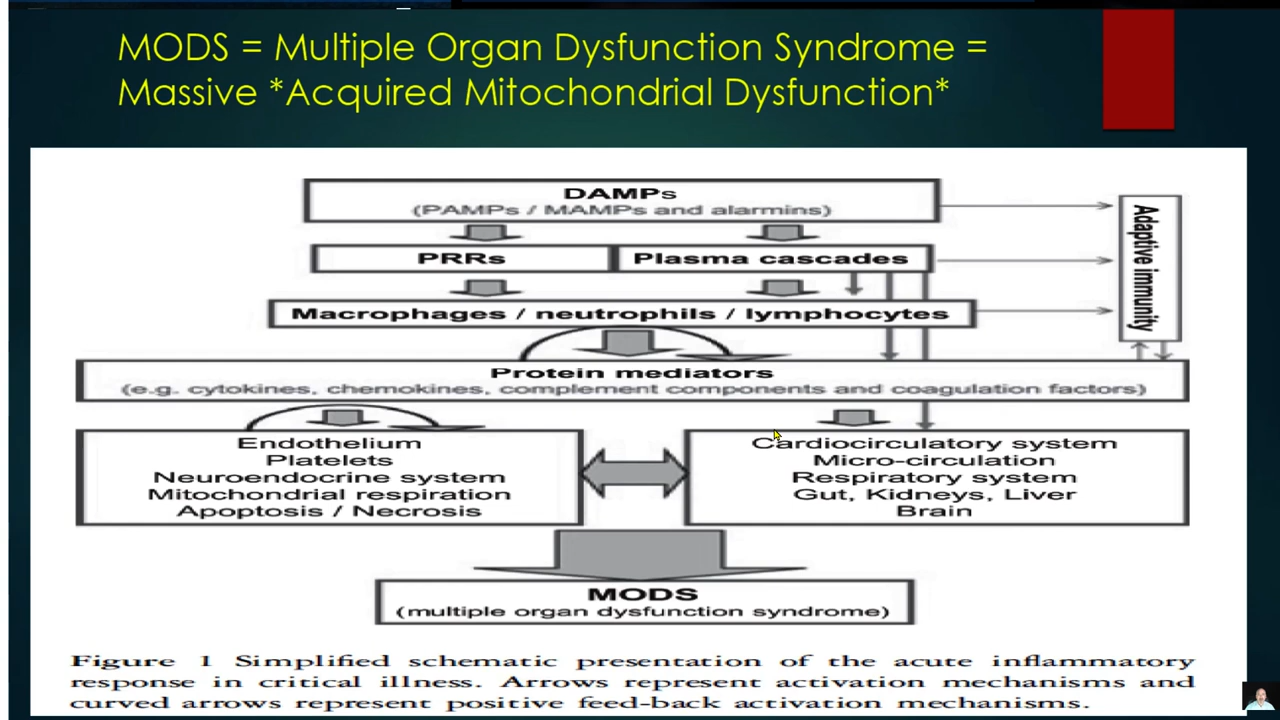 MODS = Multiple Organ Dysfunction Syndrome =
Massive *Acquired Mitochondrial Dysfunction*
DAMPs
(PAMPs / MAMPs and alarmins)
PRRs
Plasma cascades
Adaptive immunity
Macrophages / neutrophils / lymphocytes
Protein mediators
(e.g. cytokines, chemokines, complement components and coagulation factors)
Endothelium
Platelets
Neuroendocrine system
Mitochondrial respiration
Apoptosis / Necrosis
Cardiocirculatory system
Micro-circulation
Respiratory system
Gut, Kidneys, Liver
Brain
MODS
(multiple organ dysfunction syndrome)
Figure 1 Simplified schematic presentation of the acute inflammatory
response in critical illness. Arrows represent activation mechanisms and
curved arrows represent positive feed-back activation mechanisms.